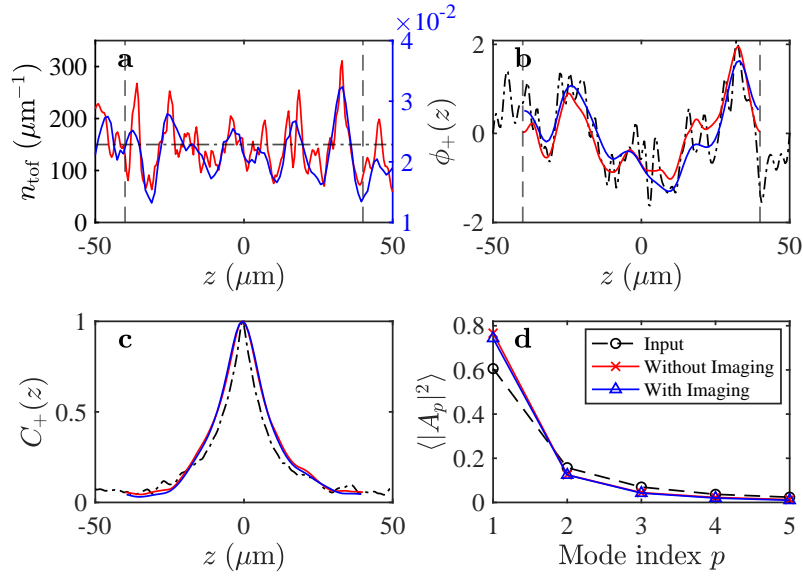 ×10⁻²
a
n_tof (μm⁻¹)
300
200
100
0
4
3
2
1
-50
0
50
z (μm)
b
ϕ₊(z)
2
0
-2
-50
0
50
z (μm)
c
C₊(z)
1
0.5
0
-50
0
50
z (μm)
d
⟨|Aₚ|²⟩
0.8
0.6
0.4
0.2
0
Input
Without Imaging
With Imaging
1
2
3
4
5
Mode index p